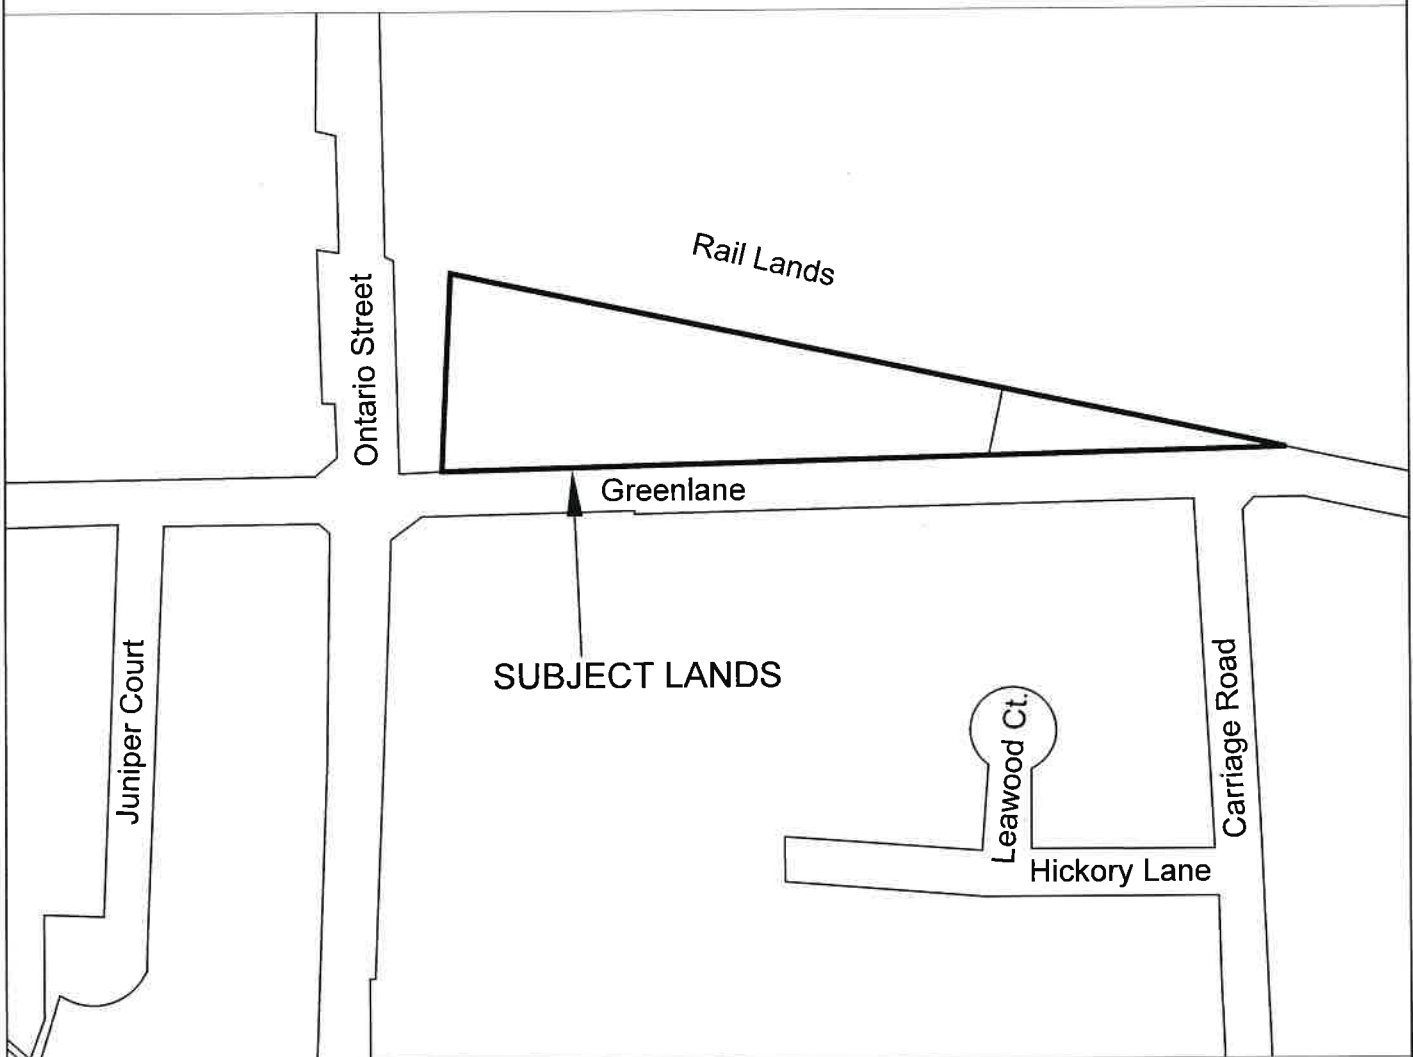 Rail Lands
Ontario Street
Greenlane
SUBJECT LANDS
Juniper Court
Leawood Ct.
Carriage Road
Hickory Lane